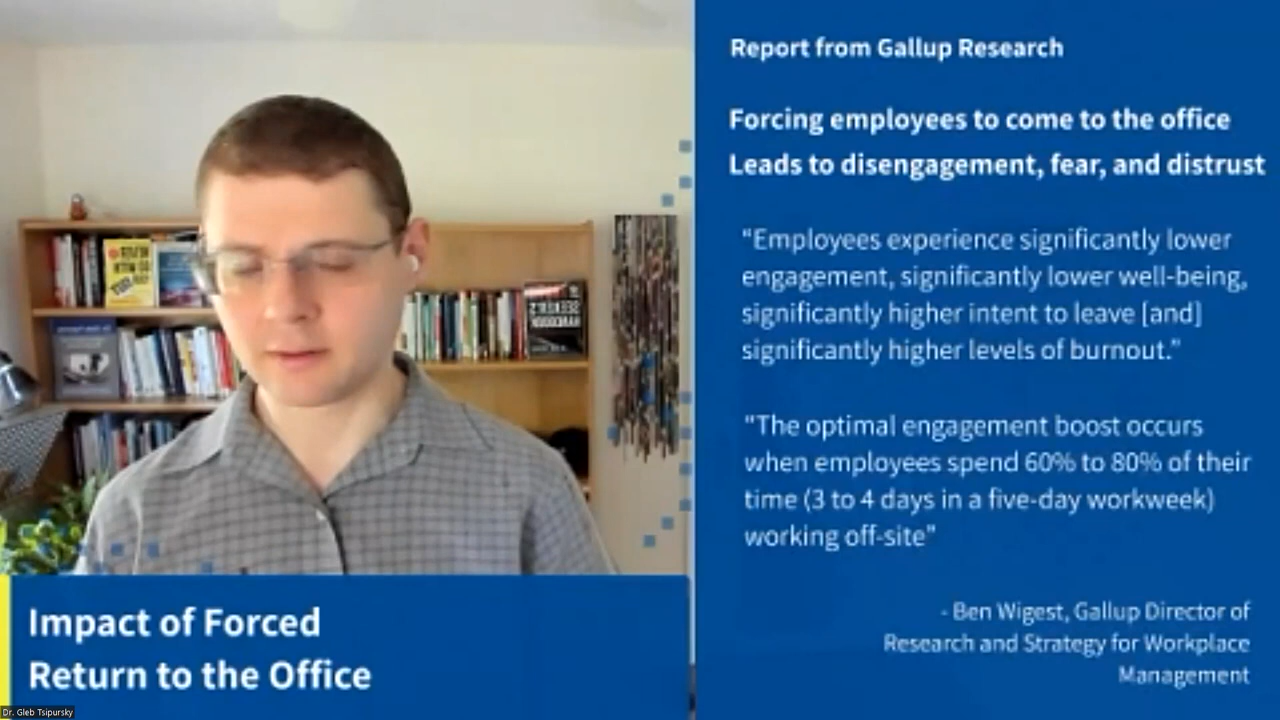 Report from Gallup Research
Forcing employees to come to the office
Leads to disengagement, fear, and distrust
“Employees experience significantly lower
engagement, significantly lower well-being,
significantly higher intent to leave [and]
significantly higher levels of burnout.”
“The optimal engagement boost occurs
when employees spend 60% to 80% of their
time (3 to 4 days in a five-day workweek)
working off-site”
- Ben Wigest, Gallup Director of
Research and Strategy for Workplace
Management
Impact of Forced
Return to the Office
Dr. Gleb Tsipursky